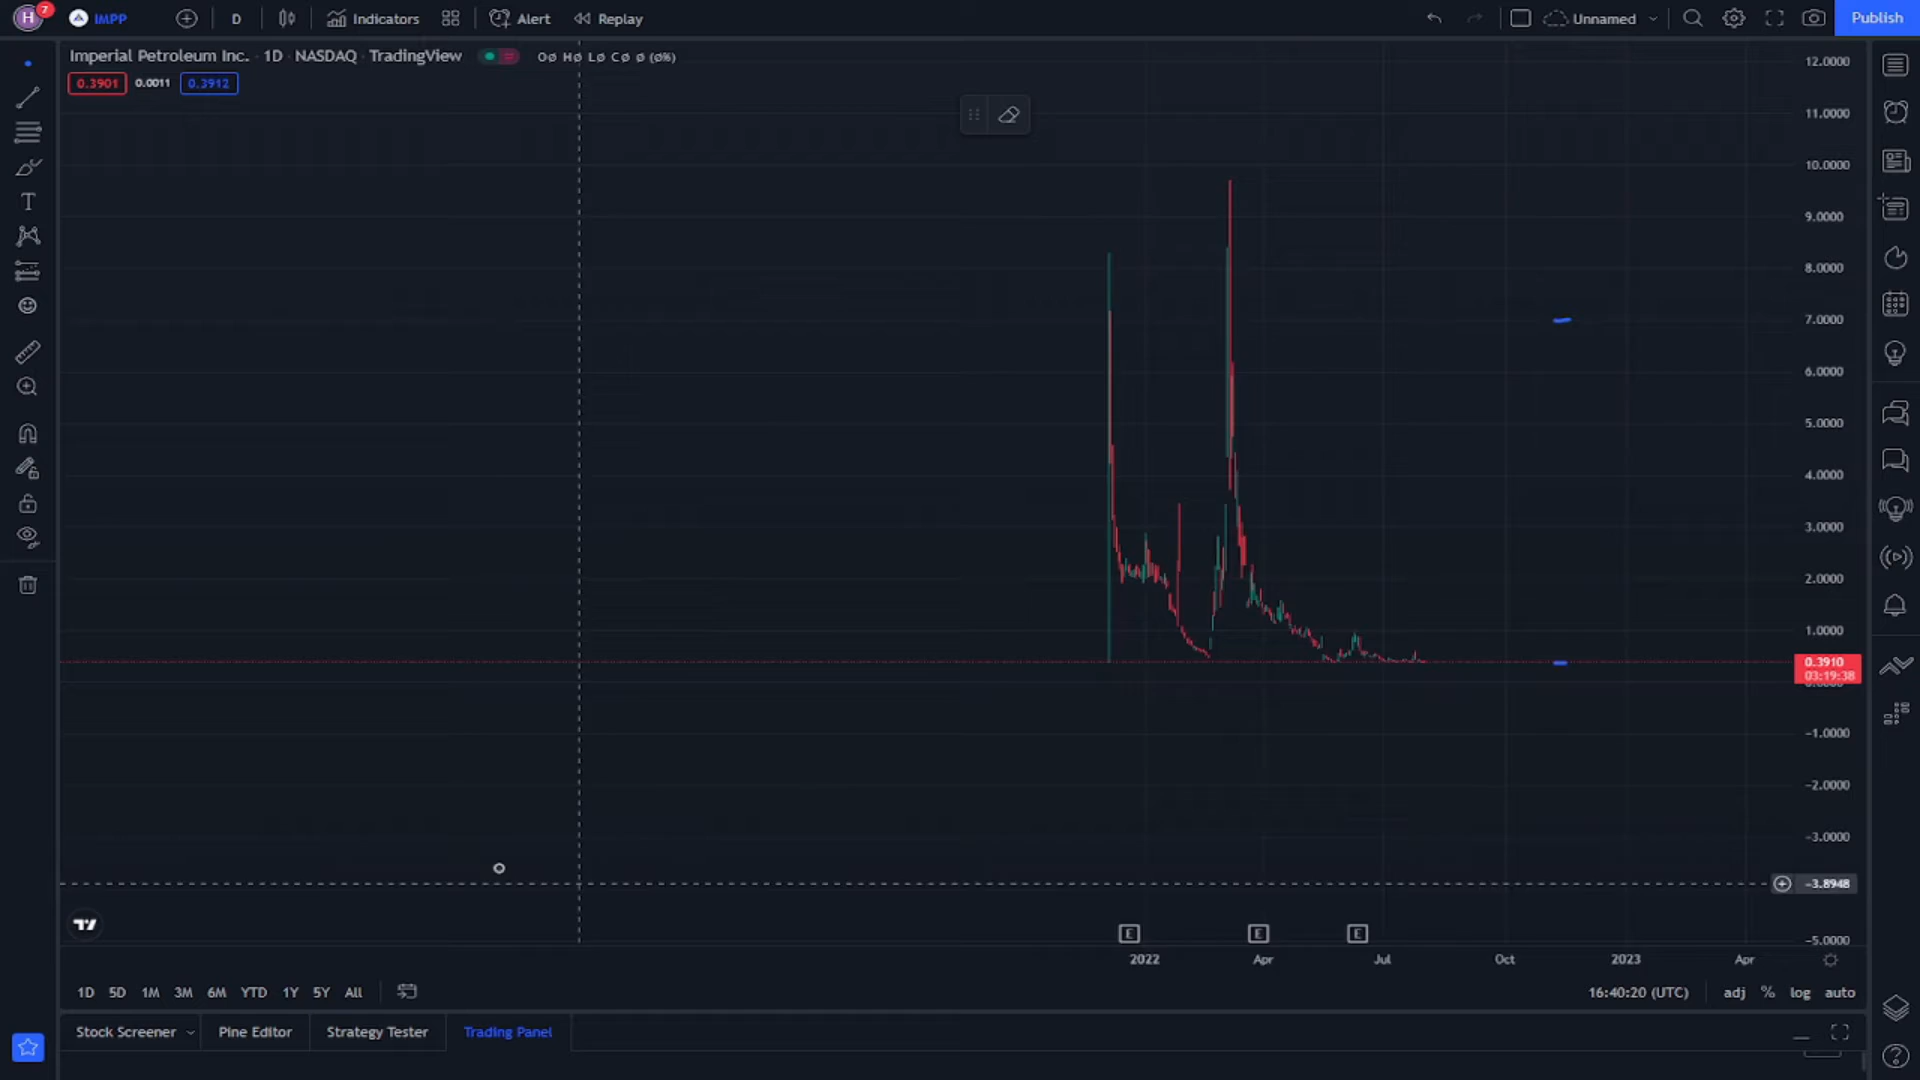 H 7 IMPP D Indicators Alert Replay Unnamed Publish
Imperial Petroleum Inc. · 1D · NASDAQ · TradingView O∅ H∅ L∅ C∅ ∅ (∅%)
0.3901 0.0011 0.3912
12.0000
11.0000
10.0000
9.0000
8.0000
7.0000
6.0000
5.0000
4.0000
3.0000
2.0000
1.0000
0.3910
03:19:38
-1.0000
-2.0000
-3.0000
-3.8948
-5.0000
E E E
2022 Apr Jul Oct 2023 Apr
1D 5D 1M 3M 6M YTD 1Y 5Y All 16:40:20 (UTC) adj % log auto
Stock Screener Pine Editor Strategy Tester Trading Panel